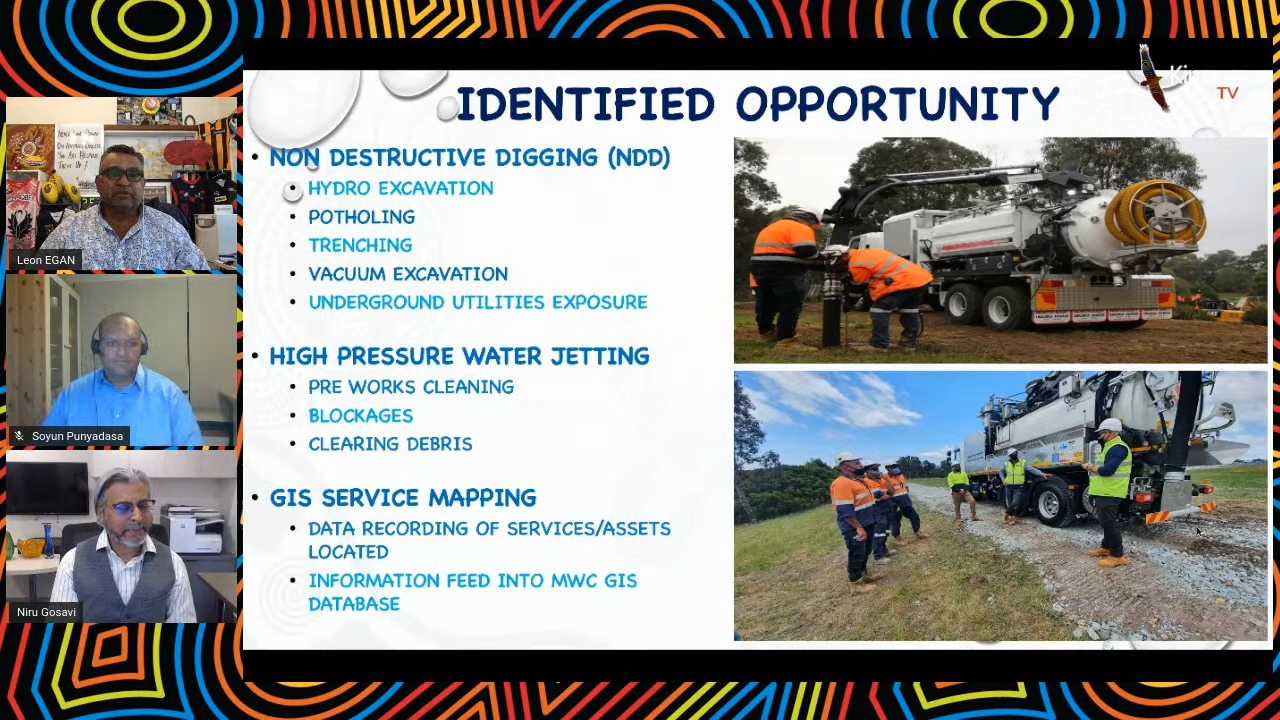 IDENTIFIED OPPORTUNITY
TV
• NON DESTRUCTIVE DIGGING (NDD)
• HYDRO EXCAVATION
• POTHOLING
• TRENCHING
• VACUUM EXCAVATION
• UNDERGROUND UTILITIES EXPOSURE
• HIGH PRESSURE WATER JETTING
• PRE WORKS CLEANING
• BLOCKAGES
• CLEARING DEBRIS
• GIS SERVICE MAPPING
• DATA RECORDING OF SERVICES/ASSETS
LOCATED
• INFORMATION FEED INTO MWC GIS
DATABASE
Leon EGAN
Soyun Punyadasa
Niru Gosavi